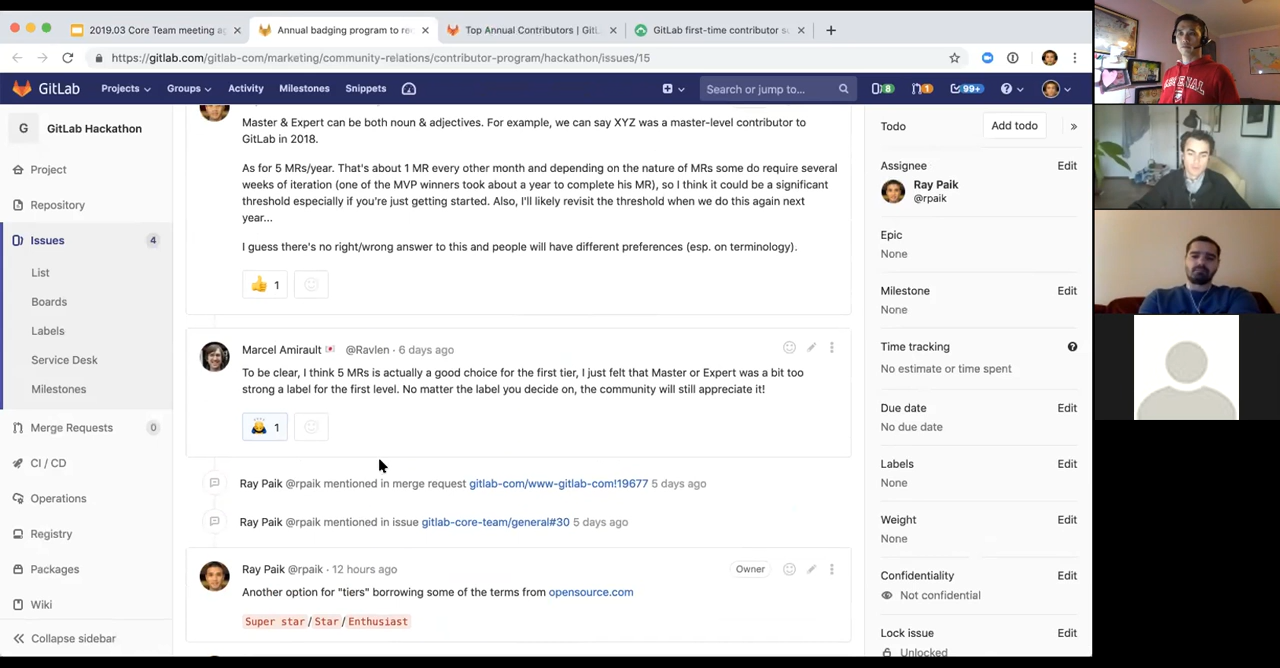 2019.03 Core Team meeting a
Annual badging program to re
Top Annual Contributors | GitL
GitLab first-time contributor s
https://gitlab.com/gitlab-com/marketing/community-relations/contributor-program/hackathon/issues/15
GitLab
Projects
Groups
Activity
Milestones
Snippets
Search or jump to...
8
1
99+
G
GitLab Hackathon
Project
Repository
Issues 4
List
Boards
Labels
Service Desk
Milestones
Merge Requests 0
CI / CD
Operations
Registry
Packages
Wiki
Collapse sidebar
Master & Expert can be both noun & adjectives. For example, we can say XYZ was a master-level contributor to
GitLab in 2018.
As for 5 MRs/year. That's about 1 MR every other month and depending on the nature of MRs some do require several
weeks of iteration (one of the MVP winners took about a year to complete his MR), so I think it could be a significant
threshold especially if you're just getting started. Also, I'll likely revisit the threshold when we do this again next
year...
I guess there's no right/wrong answer to this and people will have different preferences (esp. on terminology).
1
Marcel Amirault @Ravlen · 6 days ago
To be clear, I think 5 MRs is actually a good choice for the first tier, I just felt that Master or Expert was a bit too
strong a label for the first level. No matter the label you decide on, the community will still appreciate it!
1
Ray Paik @rpaik mentioned in merge request gitlab-com/www-gitlab-com!19677 5 days ago
Ray Paik @rpaik mentioned in issue gitlab-core-team/general#30 5 days ago
Ray Paik @rpaik · 12 hours ago
Owner
Another option for "tiers" borrowing some of the terms from opensource.com
Super star / Star / Enthusiast
Todo
Add todo
Assignee
Edit
Ray Paik
@rpaik
Epic
None
Milestone
Edit
None
Time tracking
No estimate or time spent
Due date
Edit
None
Labels
Edit
None
Weight
Edit
None
Confidentiality
Edit
Not confidential
Lock issue
Edit
Unlocked